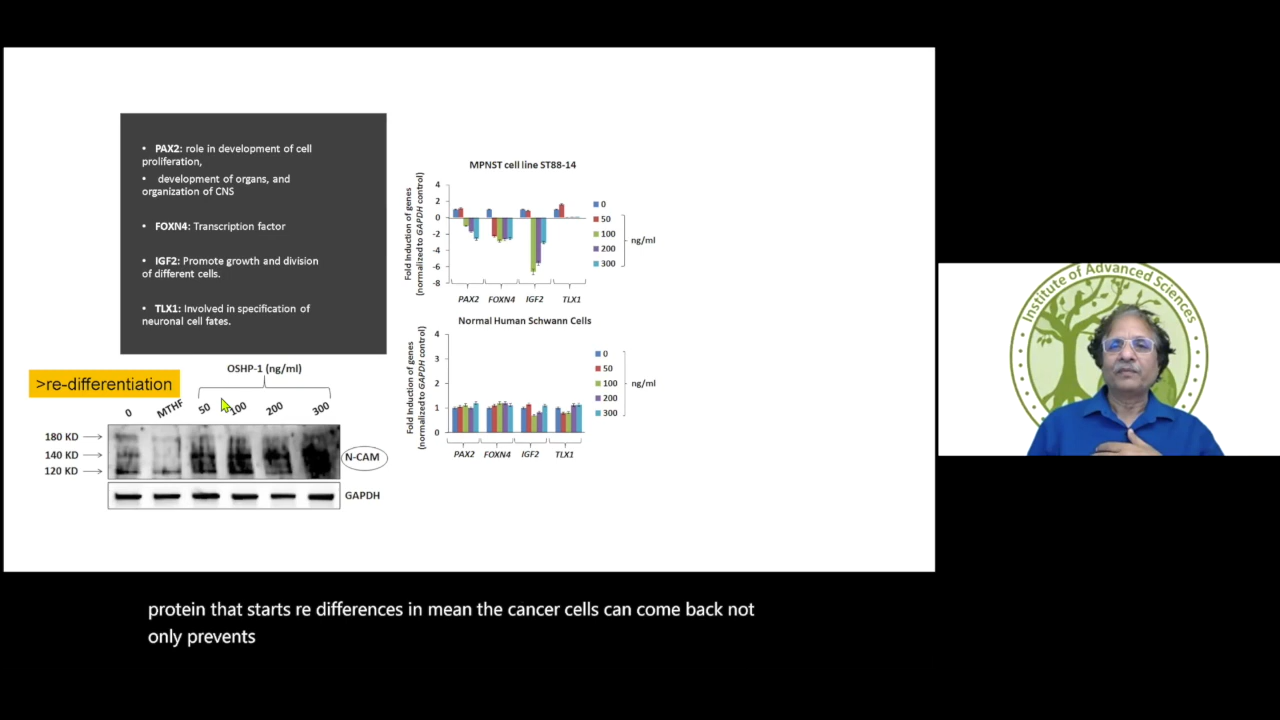 • PAX2: role in development of cell
proliferation,
• development of organs, and
organization of CNS
• FOXN4: Transcription factor
• IGF2: Promote growth and division
of different cells.
• TLX1: Involved in specification of
neuronal cell fates.
>re-differentiation
OSHP-1 (ng/ml)
0 MTHF 50 100 200 300
180 KD
140 KD
120 KD
N-CAM
GAPDH
MPNST cell line ST88-14
Fold Induction of genes
(normalized to GAPDH control)
4
2
0
-2
-4
-6
-8
PAX2 FOXN4 IGF2 TLX1
0
50
100
200
300
ng/ml
Normal Human Schwann Cells
Fold Induction of genes
(normalized to GAPDH control)
4
3
2
1
0
PAX2 FOXN4 IGF2 TLX1
0
50
100
200
300
ng/ml
Institute of Advanced Sciences
protein that starts re differences in mean the cancer cells can come back not
only prevents